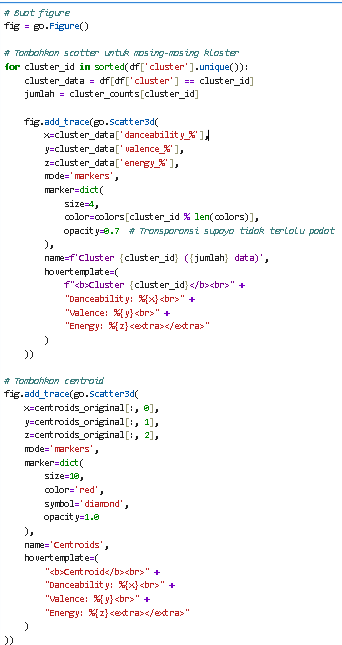 # Buat figure
fig = go.Figure()

# Tambahkan scatter untuk masing-masing klaster
for cluster_id in sorted(df['cluster'].unique()):
    cluster_data = df[df['cluster'] == cluster_id]
    jumlah = cluster_counts[cluster_id]

    fig.add_trace(go.Scatter3d(
        x=cluster_data['danceability_%'],
        y=cluster_data['valence_%'],
        z=cluster_data['energy_%'],
        mode='markers',
        marker=dict(
            size=4,
            color=colors[cluster_id % len(colors)],
            opacity=0.7  # Transparansi supaya tidak terlalu padat
        ),
        name=f'Cluster {cluster_id} ({jumlah} data)',
        hovertemplate=(
            f"<b>Cluster {cluster_id}</b><br>" +
            "Danceability: %{x}<br>" +
            "Valence: %{y}<br>" +
            "Energy: %{z}<extra></extra>"
        )
    ))

# Tambahkan centroid
fig.add_trace(go.Scatter3d(
    x=centroids_original[:, 0],
    y=centroids_original[:, 1],
    z=centroids_original[:, 2],
    mode='markers',
    marker=dict(
        size=10,
        color='red',
        symbol='diamond',
        opacity=1.0
    ),
    name='Centroids',
    hovertemplate=(
        "<b>Centroid</b><br>" +
        "Danceability: %{x}<br>" +
        "Valence: %{y}<br>" +
        "Energy: %{z}<extra></extra>"
    )
))